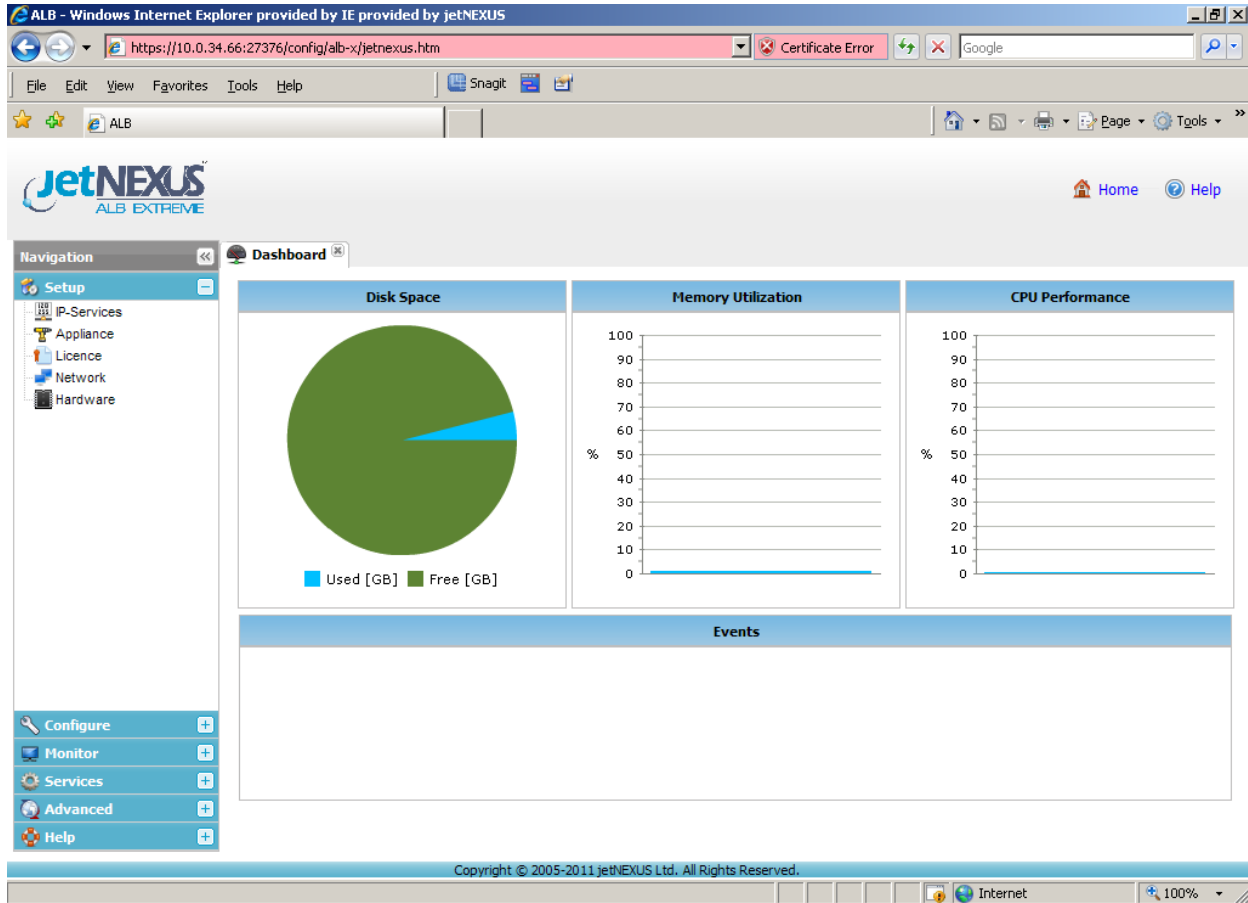 ALB - Windows Internet Explorer provided by IE provided by jetNEXUS
https://10.0.34.66:27376/config/alb-x/jetnexus.htm
Certificate Error
Google
File Edit View Favorites Tools Help
Snagit
ALB
Page
Tools
»
jetNEXUS
ALB EXTREME
Home
Help
Navigation
Dashboard
Setup
IP-Services
Appliance
Licence
Network
Hardware
Disk Space
Used [GB] Free [GB]
Memory Utilization
100
90
80
70
60
% 50
40
30
20
10
0
CPU Performance
100
90
80
70
60
% 50
40
30
20
10
0
Events
Configure
Monitor
Services
Advanced
Help
Copyright © 2005-2011 jetNEXUS Ltd. All Rights Reserved.
Internet
100%